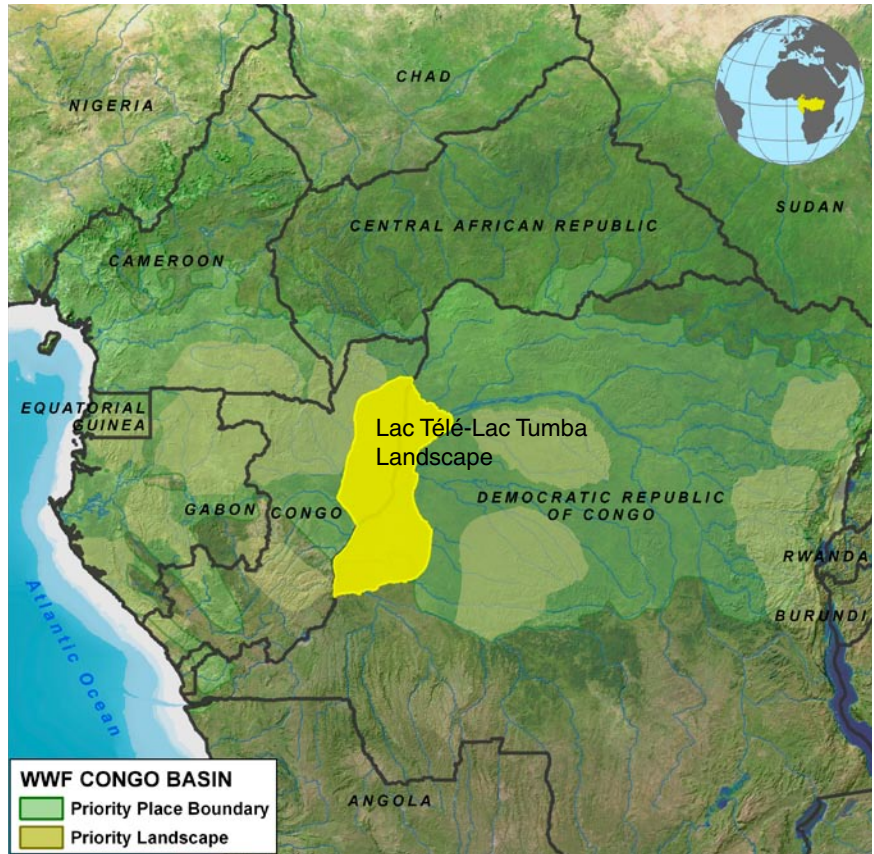 CHAD
NIGERIA
SUDAN
CENTRAL AFRICAN REPUBLIC
CAMEROON
EQUATORIAL
GUINEA
Lac Télé-Lac Tumba
Landscape
GABON
CONGO
DEMOCRATIC REPUBLIC
OF CONGO
RWANDA
BURUNDI
Atlantic Ocean
ANGOLA
WWF CONGO BASIN
Priority Place Boundary
Priority Landscape